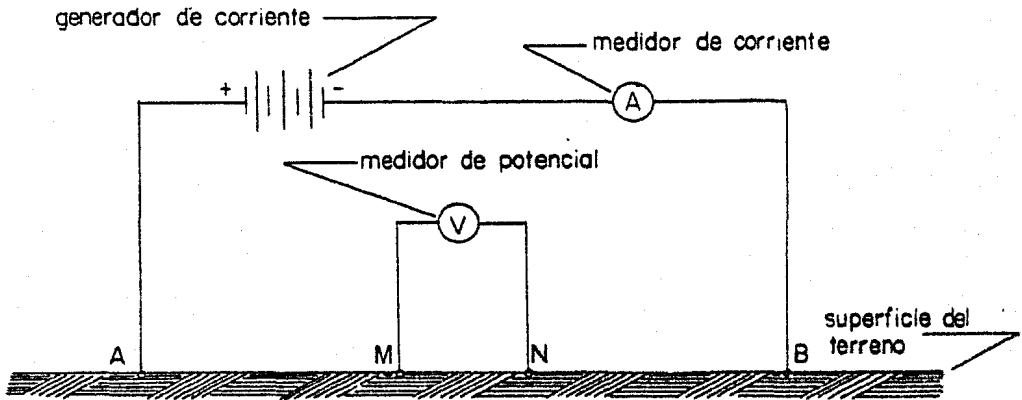 generador de corriente
medidor de corriente
+ -
A
medidor de potencial
V
superficie del
terreno
A M N B